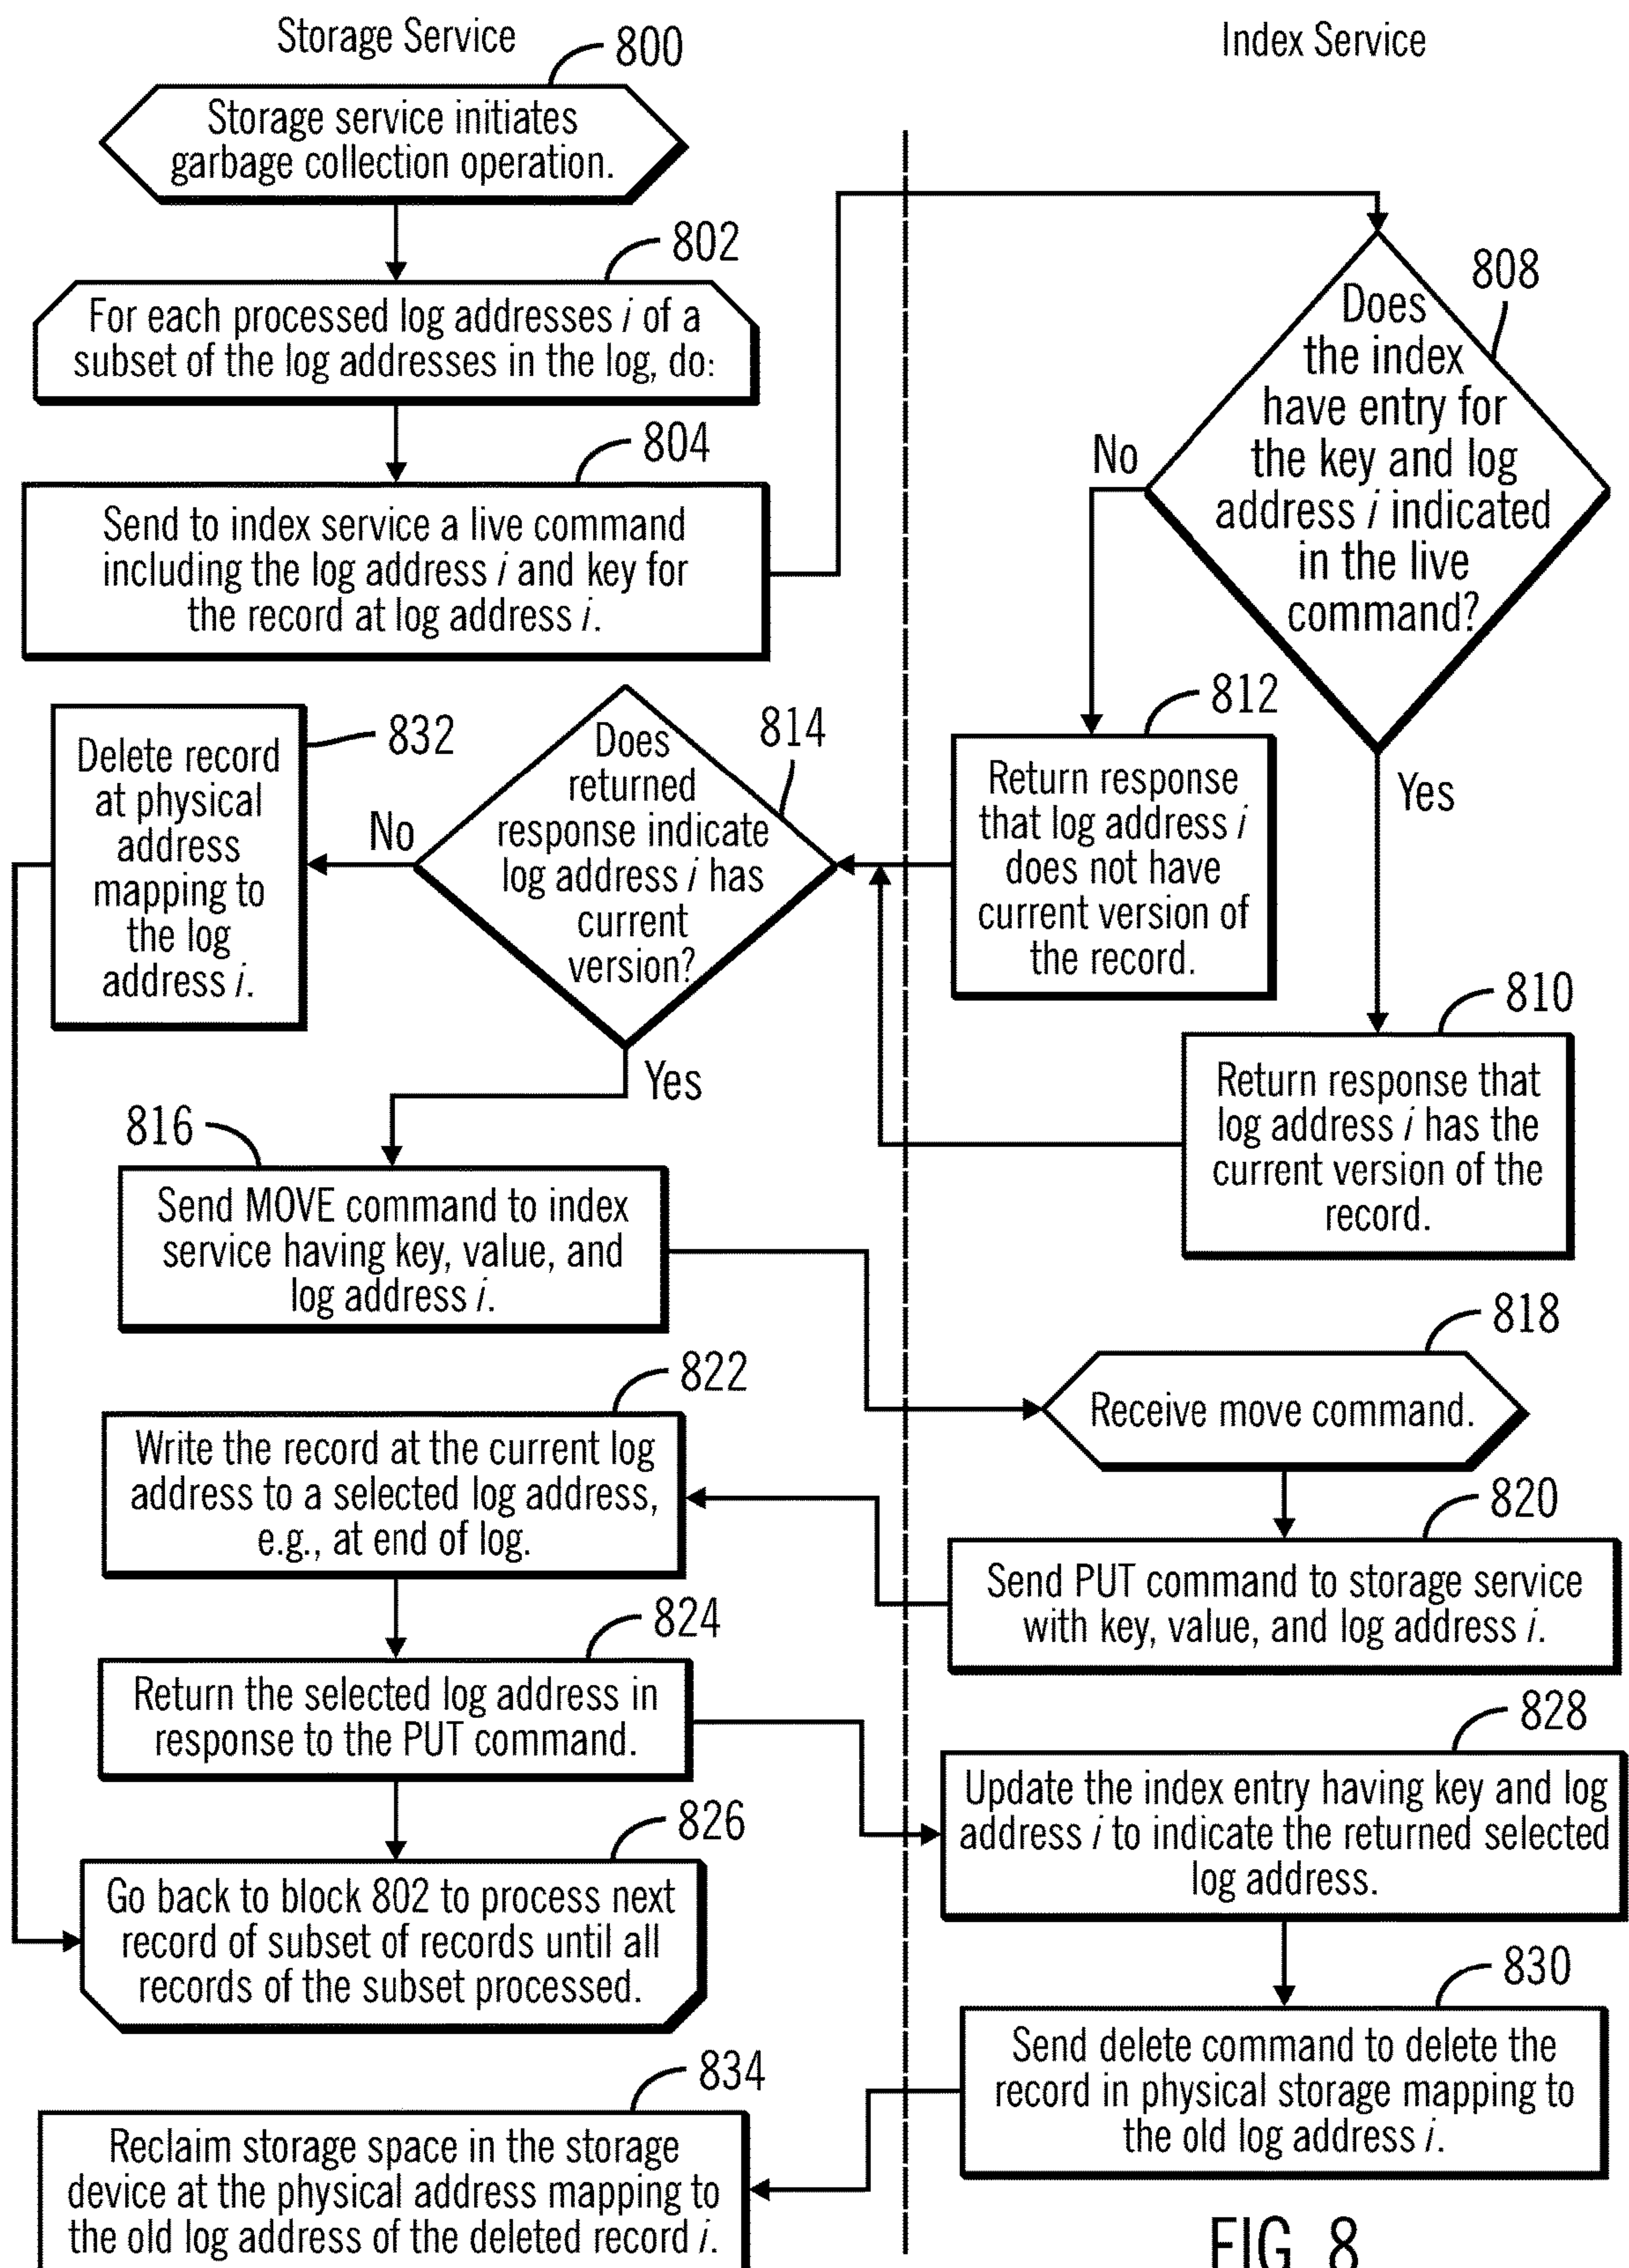 Storage Service
Index Service
800
Storage service initiates
garbage collection operation.
802
For each processed log addresses i of a
subset of the log addresses in the log, do:
804
Send to index service a live command
including the log address i and key for
the record at log address i.
808
Does
the index
have entry for
the key and log
address i indicated
in the live
command?
No
Yes
812
Return response
that log address i
does not have
current version of
the record.
810
Return response that
log address i has the
current version of the
record.
814
Does
returned
response indicate
log address i has
current
version?
No
Yes
832
Delete record
at physical
address
mapping to
the log
address i.
816
Send MOVE command to index
service having key, value, and
log address i.
818
Receive move command.
820
Send PUT command to storage service
with key, value, and log address i.
822
Write the record at the current log
address to a selected log address,
e.g., at end of log.
824
Return the selected log address in
response to the PUT command.
828
Update the index entry having key and log
address i to indicate the returned selected
log address.
826
Go back to block 802 to process next
record of subset of records until all
records of the subset processed.
830
Send delete command to delete the
record in physical storage mapping to
the old log address i.
834
Reclaim storage space in the storage
device at the physical address mapping to
the old log address of the deleted record i.
FIG. 8